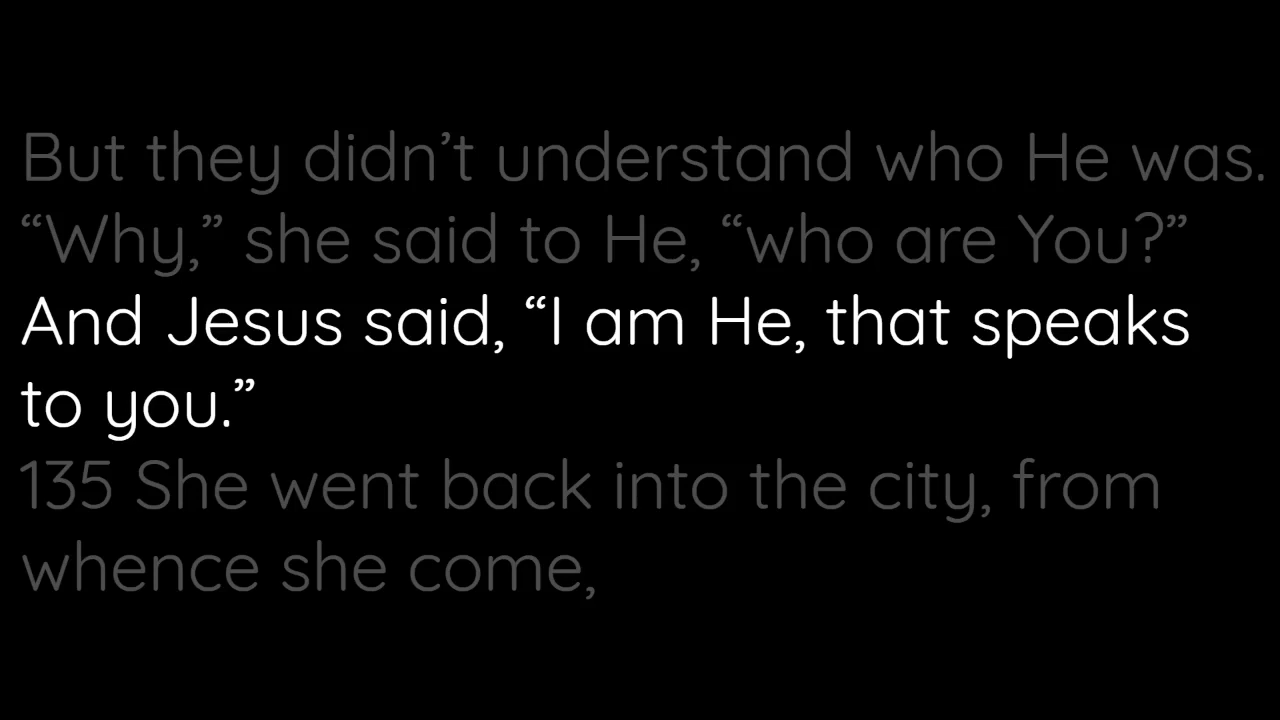 But they didn’t understand who He was.
“Why,” she said to He, “who are You?”
And Jesus said, “I am He, that speaks
to you.”
135 She went back into the city, from
whence she come,